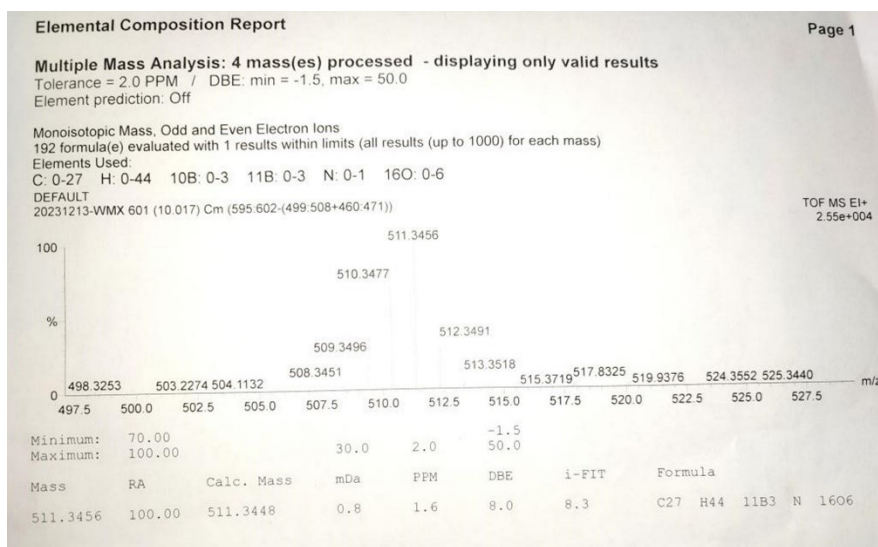 Elemental Composition Report
Page 1
Multiple Mass Analysis: 4 mass(es) processed - displaying only valid results
Tolerance = 2.0 PPM / DBE: min = -1.5, max = 50.0
Element prediction: Off
Monoisotopic Mass, Odd and Even Electron Ions
192 formula(e) evaluated with 1 results within limits (all results (up to 1000) for each mass)
Elements Used:
C: 0-27 H: 0-44 10B: 0-3 11B: 0-3 N: 0-1 16O: 0-6
DEFAULT
20231213-WMX 601 (10.017) Cm (595:602-(499:508+460:471))
TOF MS EI+
2.55e+004
100
511.3456
510.3477
%
512.3491
509.3496
513.3518
508.3451
515.3719 517.8325 519.9376 524.3552 525.3440
498.3253 503.2274 504.1132
0
m/z
497.5 500.0 502.5 505.0 507.5 510.0 512.5 515.0 517.5 520.0 522.5 525.0 527.5
Minimum: 70.00 -1.5
Maximum: 100.00 30.0 2.0 50.0
Mass RA Calc. Mass mDa PPM DBE i-FIT Formula
511.3456 100.00 511.3448 0.8 1.6 8.0 8.3 C27 H44 11B3 N 16O6